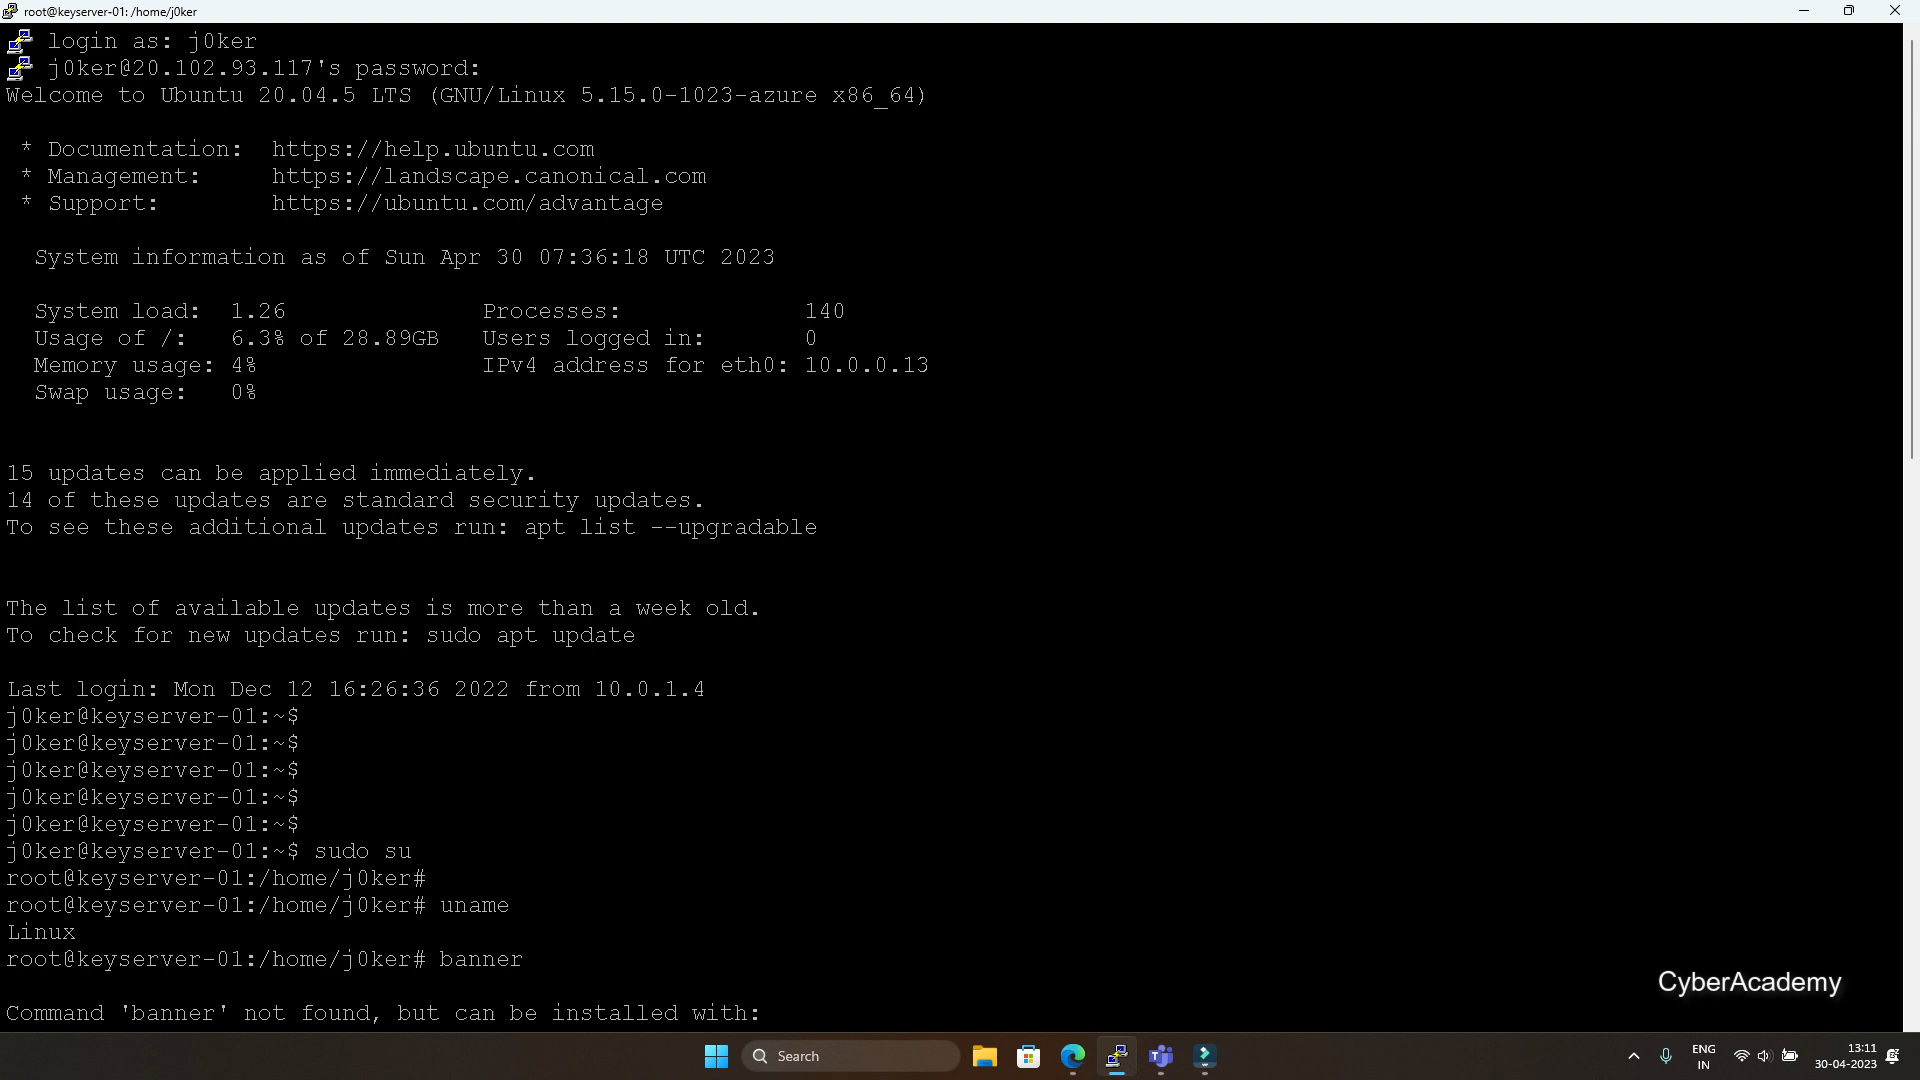 root@keyserver-01: /home/j0ker
login as: j0ker
j0ker@20.102.93.117's password:
Welcome to Ubuntu 20.04.5 LTS (GNU/Linux 5.15.0-1023-azure x86_64)
* Documentation:  https://help.ubuntu.com
* Management:     https://landscape.canonical.com
* Support:        https://ubuntu.com/advantage
System information as of Sun Apr 30 07:36:18 UTC 2023
System load:  1.26              Processes:             140
Usage of /:   6.3% of 28.89GB   Users logged in:       0
Memory usage: 4%                IPv4 address for eth0: 10.0.0.13
Swap usage:   0%
15 updates can be applied immediately.
14 of these updates are standard security updates.
To see these additional updates run: apt list --upgradable
The list of available updates is more than a week old.
To check for new updates run: sudo apt update
Last login: Mon Dec 12 16:26:36 2022 from 10.0.1.4
j0ker@keyserver-01:~$
j0ker@keyserver-01:~$
j0ker@keyserver-01:~$
j0ker@keyserver-01:~$
j0ker@keyserver-01:~$
j0ker@keyserver-01:~$ sudo su
root@keyserver-01:/home/j0ker#
root@keyserver-01:/home/j0ker# uname
Linux
root@keyserver-01:/home/j0ker# banner
CyberAcademy
Command 'banner' not found, but can be installed with:
Search
ENG
IN
13:11
30-04-2023